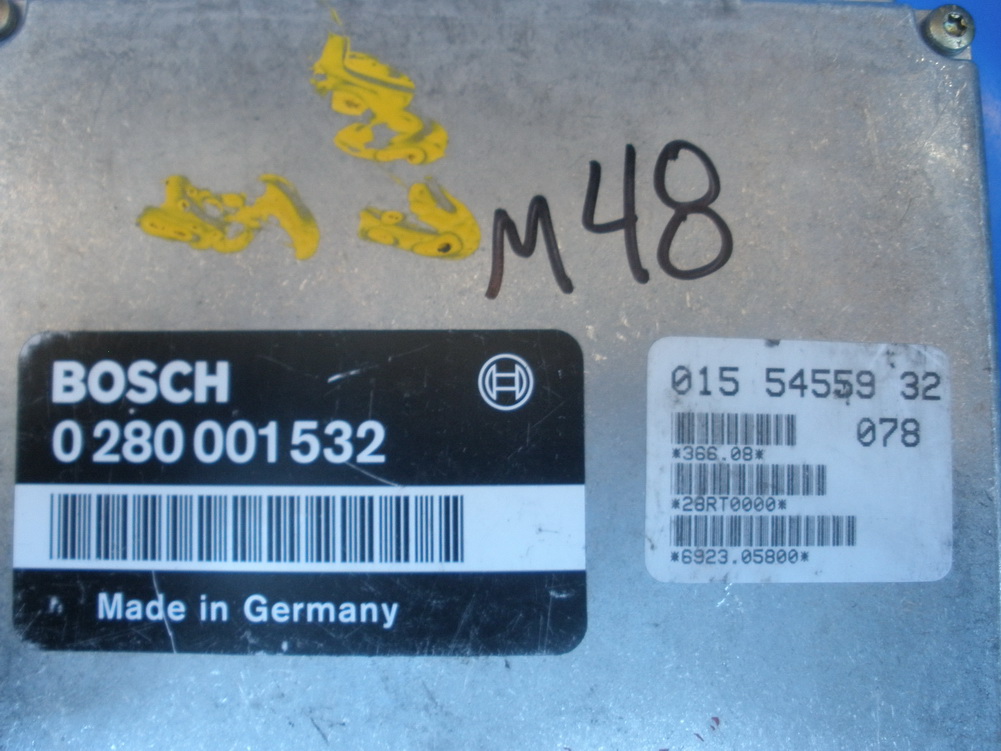 M48
BOSCH
0 280 001 532
Made in Germany
015 54559 32
078
*366.08*
*28RT0000*
*6923.05800*